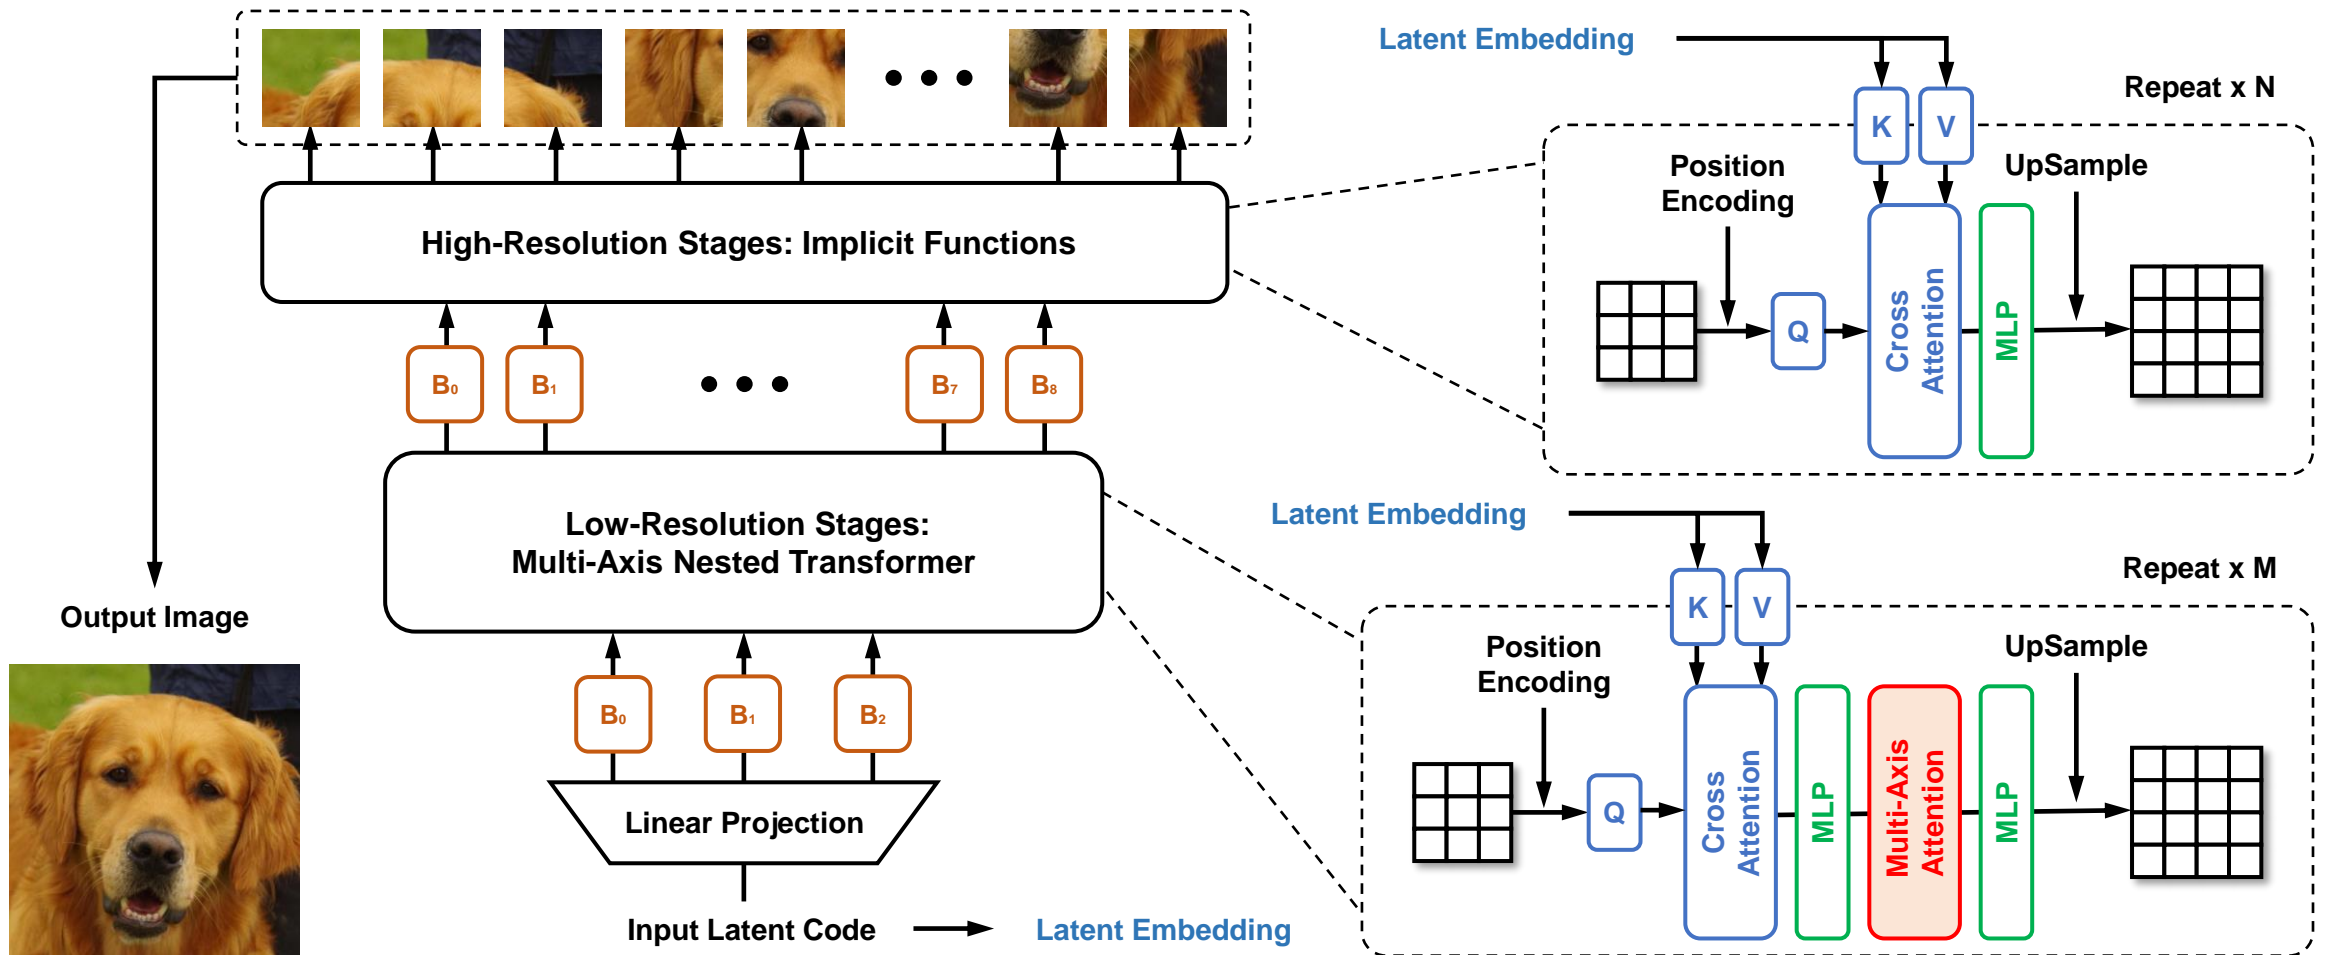 Latent Embedding
Repeat x N
K
V
Position
Encoding
UpSample
Q
Cross
Attention
MLP
High-Resolution Stages: Implicit Functions
B0
B1
B7
B8
Low-Resolution Stages:
Multi-Axis Nested Transformer
Latent Embedding
Repeat x M
K
V
Position
Encoding
UpSample
Q
Cross
Attention
MLP
Multi-Axis
Attention
MLP
Output Image
B0
B1
B2
Linear Projection
Input Latent Code
Latent Embedding